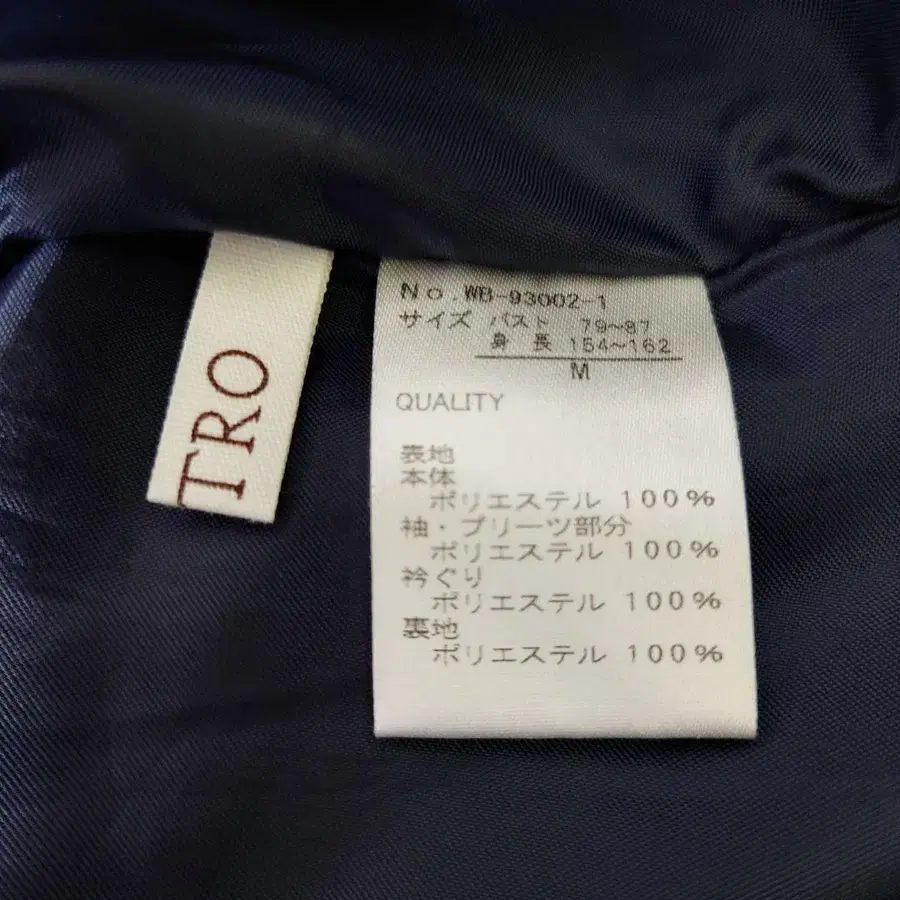 TRO
No.WB-93002-1
サイズ バスト 79~87
身 長 154~162
M
QUALITY
表地
本体
ポリエステル 100%
袖・プリーツ部分
ポリエステル 100%
衿ぐり
ポリエステル 100%
裏地
ポリエステル 100%